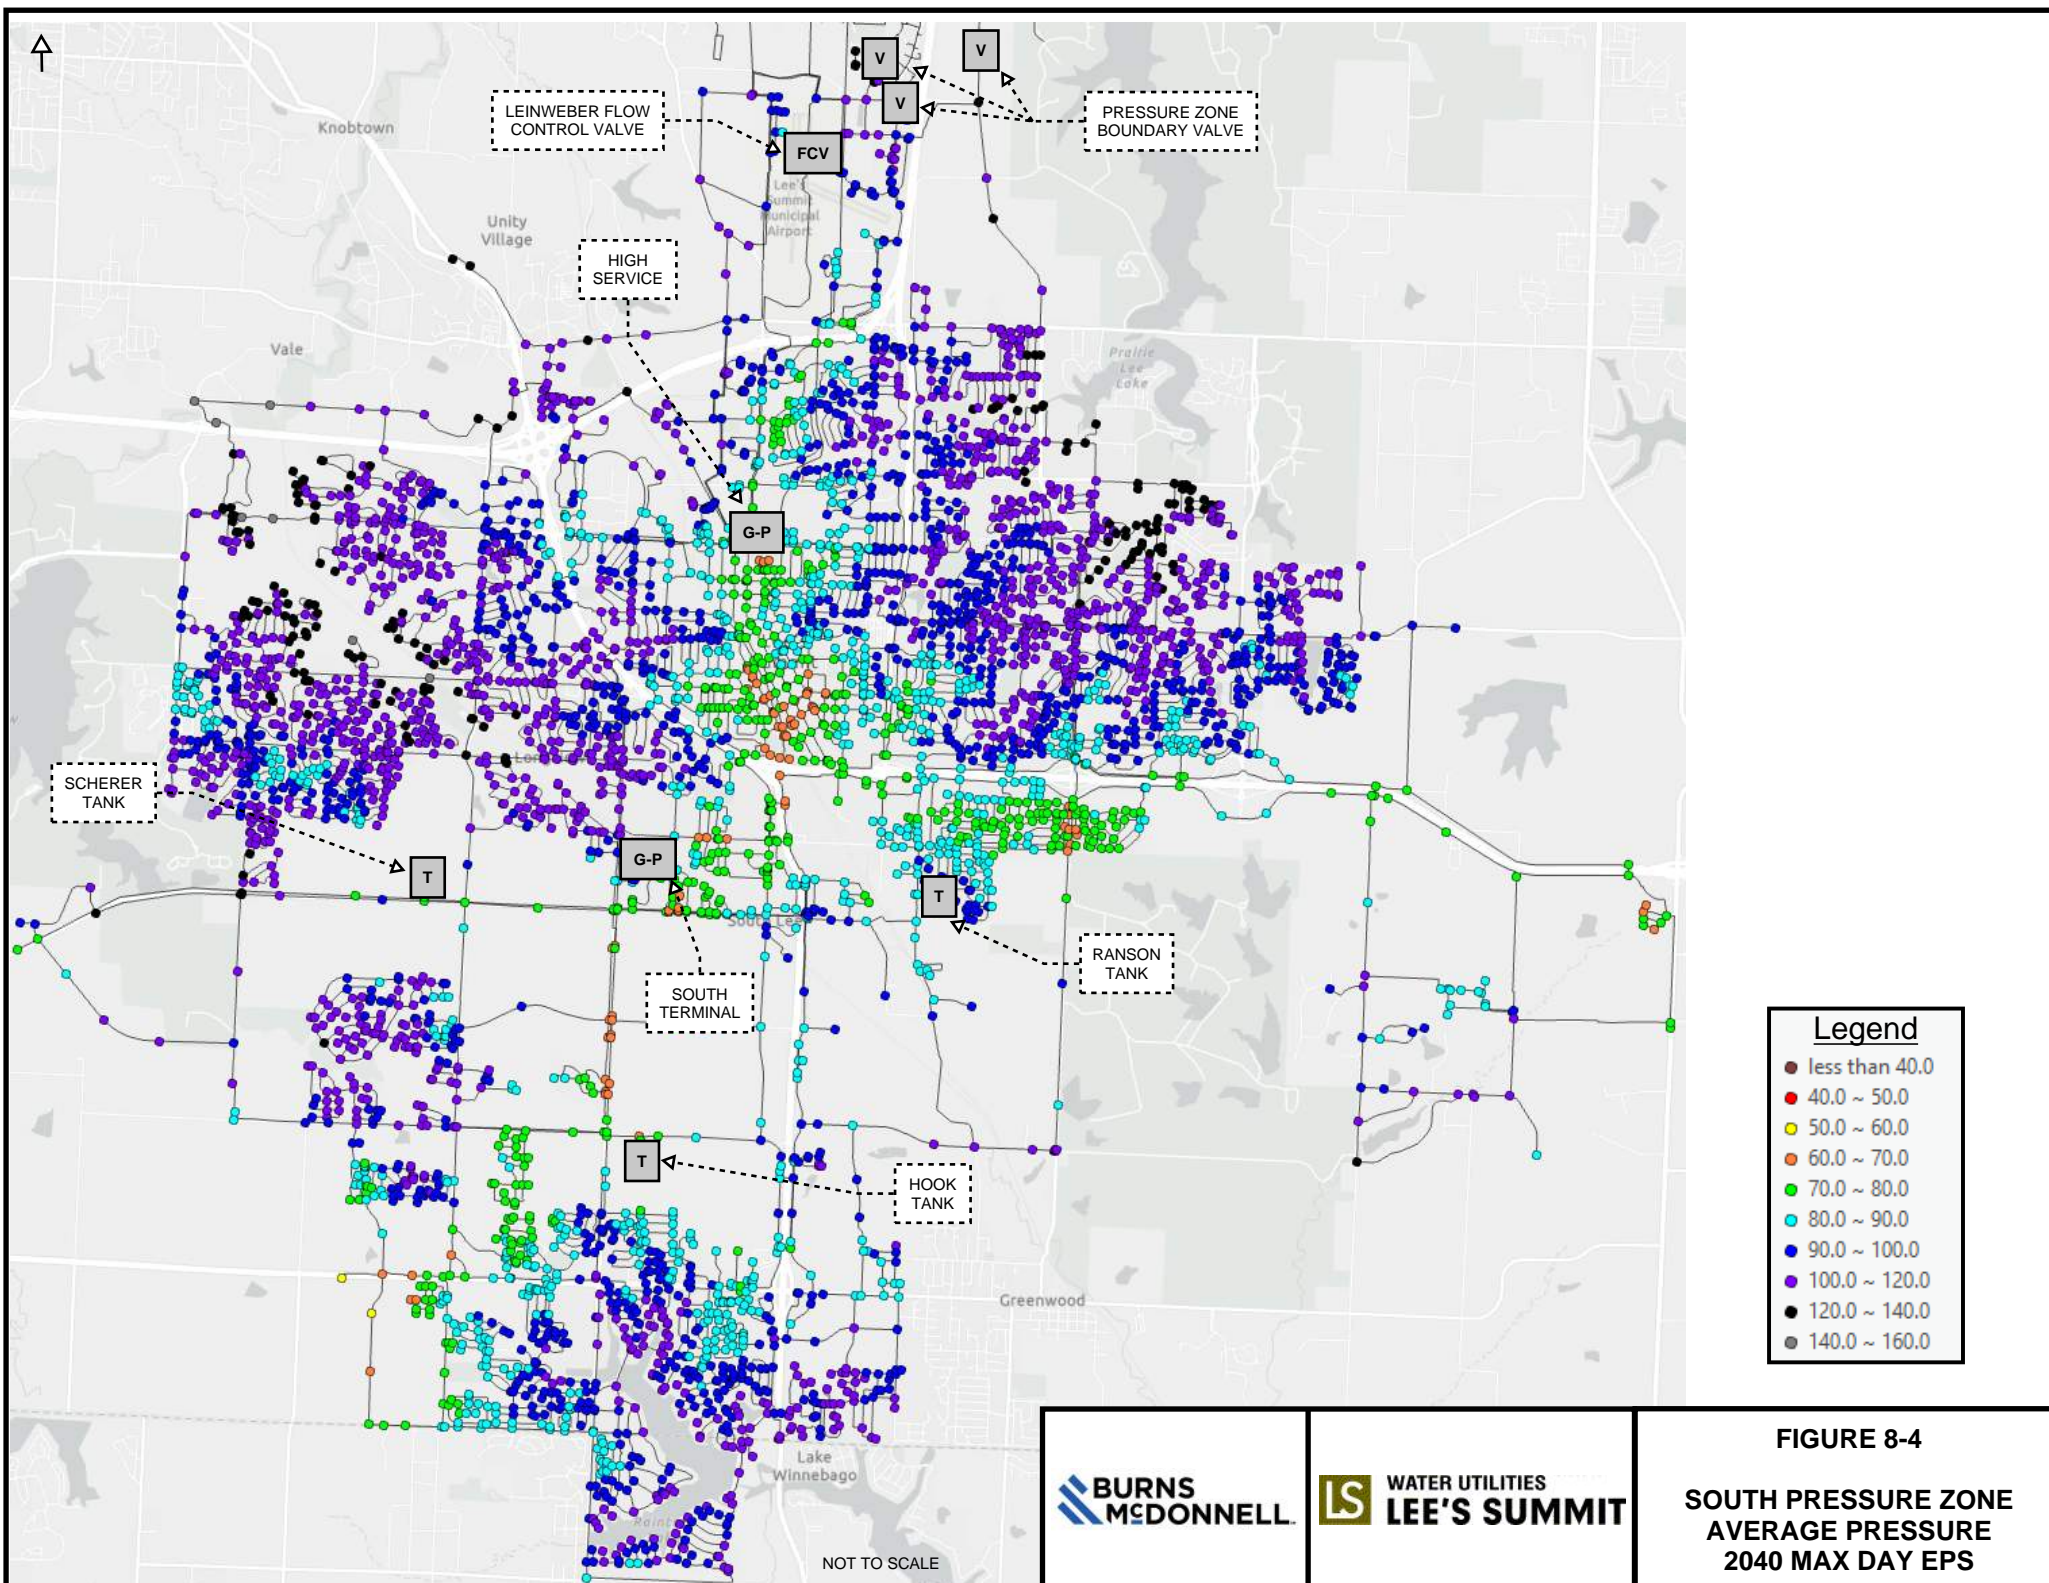 V
V
V
LEINWEBER FLOW
CONTROL VALVE
PRESSURE ZONE
BOUNDARY VALVE
Knobtown
FCV
Lee's
Summit
Municipal
Airport
Unity
Village
HIGH
SERVICE
Vale
Prairie
Lee
Lake
G-P
SCHERER
TANK
T
G-P
T
RANSON
TANK
SOUTH
TERMINAL
T
HOOK
TANK
Greenwood
Lake
Winnebago
NOT TO SCALE
Legend
less than 40.0
40.0 ~ 50.0
50.0 ~ 60.0
60.0 ~ 70.0
70.0 ~ 80.0
80.0 ~ 90.0
90.0 ~ 100.0
100.0 ~ 120.0
120.0 ~ 140.0
140.0 ~ 160.0
BURNS
McDONNELL
LS
WATER UTILITIES
LEE'S SUMMIT
FIGURE 8-4
SOUTH PRESSURE ZONE
AVERAGE PRESSURE
2040 MAX DAY EPS